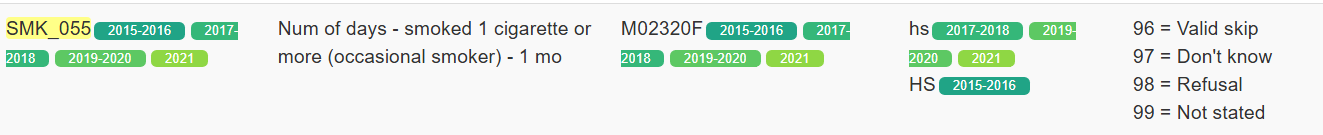 SMK_055 2015-2016 2017-
2018 2019-2020 2021
Num of days - smoked 1 cigarette or
more (occasional smoker) - 1 mo
M02320F 2015-2016 2017-
2018 2019-2020 2021
hs 2017-2018 2019-
2020 2021
HS 2015-2016
96 = Valid skip
97 = Don't know
98 = Refusal
99 = Not stated